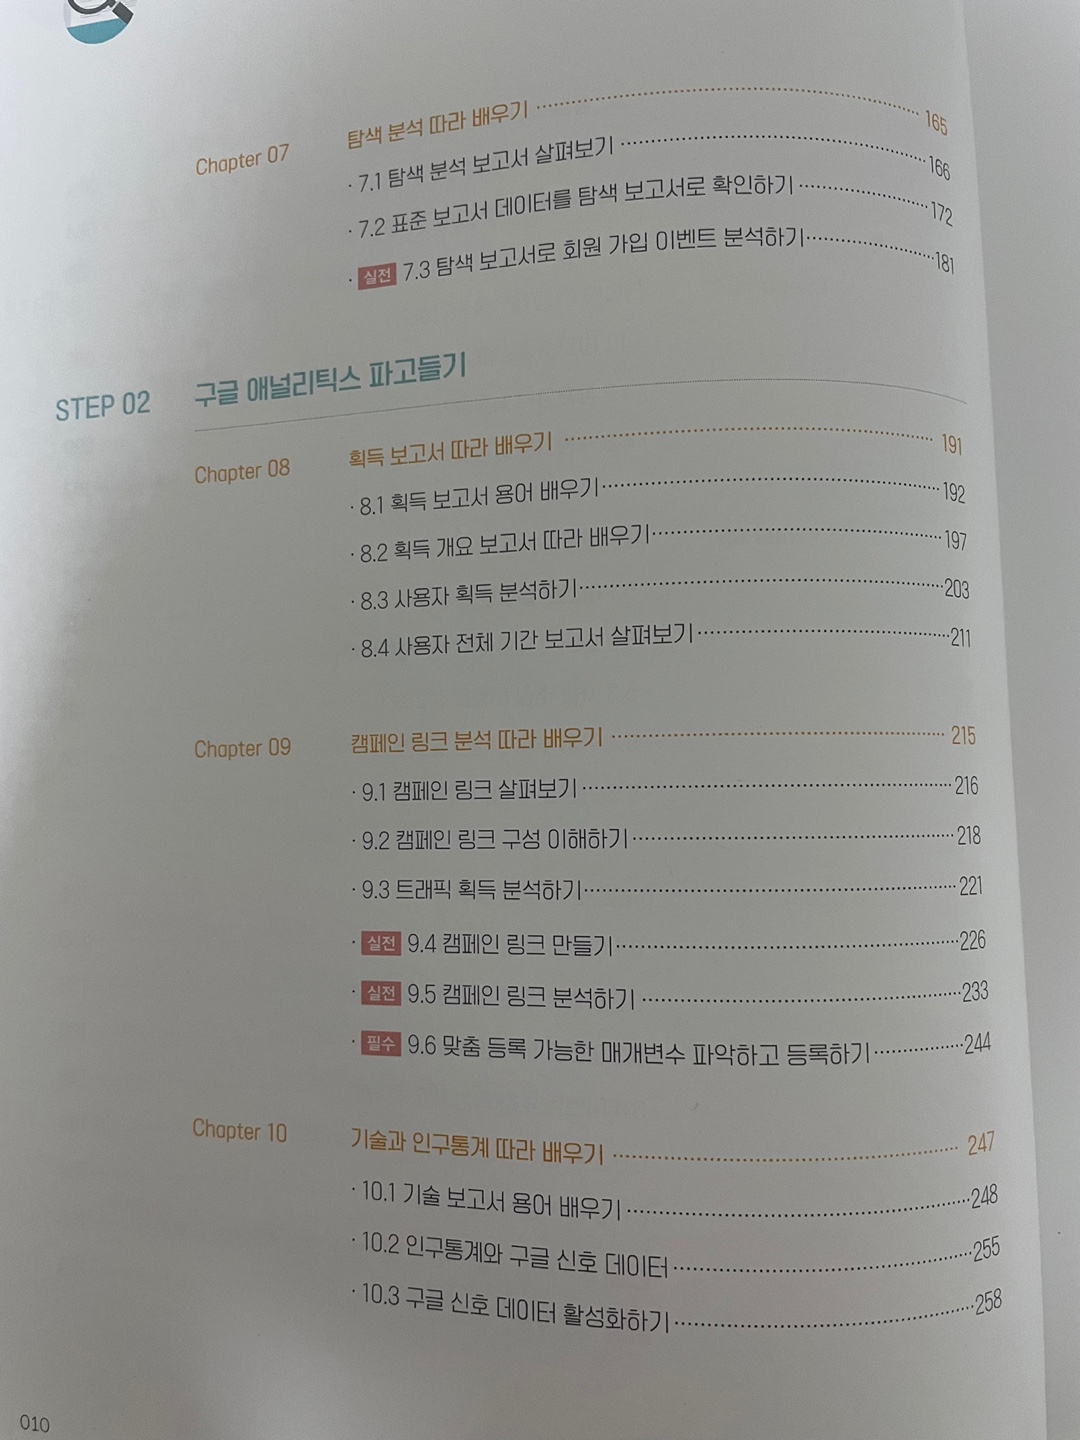 Chapter 07 탐색 분석 따라 배우기 165
· 7.1 탐색 분석 보고서 살펴보기 166
· 7.2 표준 보고서 데이터를 탐색 보고서로 확인하기 172
· 실전 7.3 탐색 보고서로 회원 가입 이벤트 분석하기 181
STEP 02 구글 애널리틱스 파고들기
Chapter 08 획득 보고서 따라 배우기 191
· 8.1 획득 보고서 용어 배우기 192
· 8.2 획득 개요 보고서 따라 배우기 197
· 8.3 사용자 획득 분석하기 203
· 8.4 사용자 전체 기간 보고서 살펴보기 211
Chapter 09 캠페인 링크 분석 따라 배우기 215
· 9.1 캠페인 링크 살펴보기 216
· 9.2 캠페인 링크 구성 이해하기 218
· 9.3 트래픽 획득 분석하기 221
· 실전 9.4 캠페인 링크 만들기 226
· 실전 9.5 캠페인 링크 분석하기 233
· 필수 9.6 맞춤 등록 가능한 매개변수 파악하고 등록하기 244
Chapter 10 기술과 인구통계 따라 배우기 247
· 10.1 기술 보고서 용어 배우기 248
· 10.2 인구통계와 구글 신호 데이터 255
· 10.3 구글 신호 데이터 활성화하기 258
010